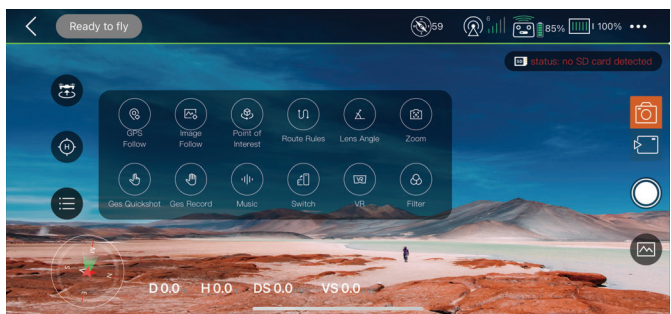 Ready to fly
59
6
85%
100%
SD status: no SD card detected
GPS Follow
Image Follow
Point of Interest
Route Rules
Lens Angle
Zoom
Ges Quickshot
Ges Record
Music
Switch
VR
Filter
H
D 0.0 H 0.0 DS 0.0 VS 0.0